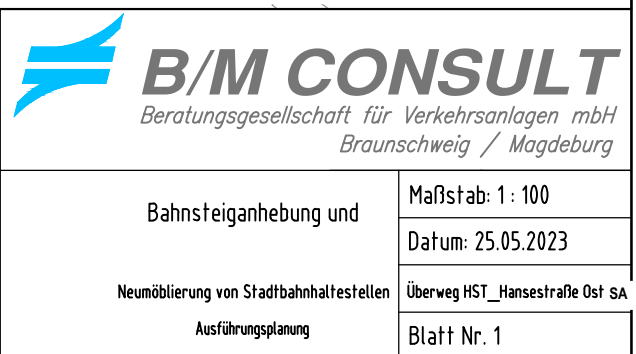 B/M CONSULT
Beratungsgesellschaft für Verkehrsanlagen mbH
Braunschweig / Magdeburg
Bahnsteiganhebung und
Neumöblierung von Stadtbahnhaltestellen
Ausführungsplanung
Maßstab: 1 : 100
Datum: 25.05.2023
Überweg HST_Hansestraße Ost SA
Blatt Nr. 1